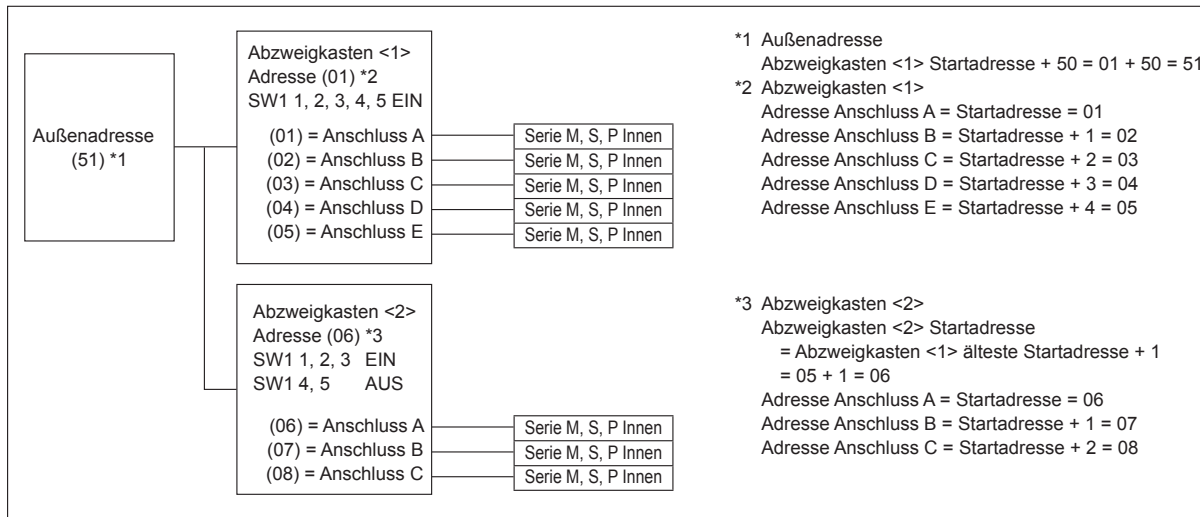 Außenadresse
(51) *1
Abzweigkasten <1>
Adresse (01) *2
SW1 1, 2, 3, 4, 5 EIN
(01) = Anschluss A
(02) = Anschluss B
(03) = Anschluss C
(04) = Anschluss D
(05) = Anschluss E
Serie M, S, P Innen
Serie M, S, P Innen
Serie M, S, P Innen
Serie M, S, P Innen
Serie M, S, P Innen
Abzweigkasten <2>
Adresse (06) *3
SW1 1, 2, 3 EIN
SW1 4, 5 AUS
(06) = Anschluss A
(07) = Anschluss B
(08) = Anschluss C
Serie M, S, P Innen
Serie M, S, P Innen
Serie M, S, P Innen
*1 Außenadresse
Abzweigkasten <1> Startadresse + 50 = 01 + 50 = 51
*2 Abzweigkasten <1>
Adresse Anschluss A = Startadresse = 01
Adresse Anschluss B = Startadresse + 1 = 02
Adresse Anschluss C = Startadresse + 2 = 03
Adresse Anschluss D = Startadresse + 3 = 04
Adresse Anschluss E = Startadresse + 4 = 05
*3 Abzweigkasten <2>
Abzweigkasten <2> Startadresse
= Abzweigkasten <1> älteste Startadresse + 1
= 05 + 1 = 06
Adresse Anschluss A = Startadresse = 06
Adresse Anschluss B = Startadresse + 1 = 07
Adresse Anschluss C = Startadresse + 2 = 08